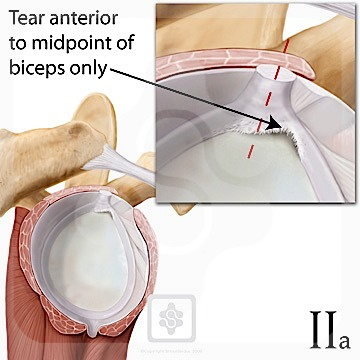 Tear anterior
to midpoint of
biceps only
IIa